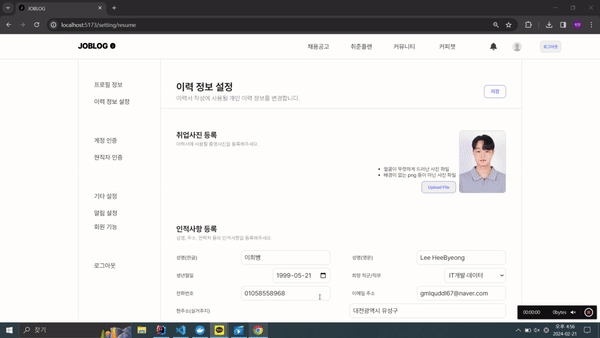 JOBLOG
localhost:5173/setting/resume
JOBLOG
채용공고
취준플랜
커뮤니티
커피챗
로그아웃
프로필 정보
이력 정보 설정
계정 인증
현직자 인증
기타 설정
알림 설정
회원 기능
로그아웃
이력 정보 설정
이력서 작성에 사용될 개인 이력 정보를 변경합니다.
저장
취업사진 등록
이력서에 사용될 증명사진을 등록해주세요
얼굴이 뚜렷하게 드러난 사진 파일
배경이 없는 png 등이 아닌 사진 파일
Upload File
인적사항 등록
성명, 주소, 연락처 등의 인적사항을 등록해주세요
성명(한글)
이희병
성명(영문)
Lee HeeByeong
생년월일
1999-05-21
희망 직군/직무
IT개발·데이터
전화번호
01058558968
이메일 주소
gmlquddl67@naver.com
현주소(실거주지)
대전광역시 유성구
00:00:00
0bytes
찾기
오후 4:56
2024-02-21